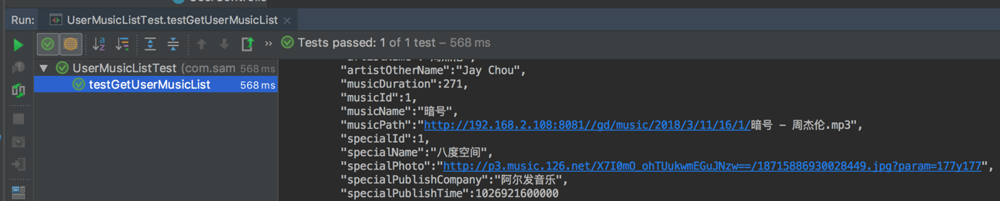 Run: UserMusicListTest.testGetUserMusicList ×
Tests passed: 1 of 1 test – 568 ms
UserMusicListTest (com.sam 568 ms
testGetUserMusicList 568 ms
"artistOtherName":"Jay Chou",
"musicDuration":271,
"musicId":1,
"musicName":"暗号",
"musicPath":"http://192.168.2.108:8081//gd/music/2018/3/11/16/1/暗号 - 周杰伦.mp3",
"specialId":1,
"specialName":"八度空间",
"specialPhoto":"http://p3.music.126.net/X7I0mO_ohTUukwmEGuJNzw==/18715886930028449.jpg?param=177y177",
"specialPublishCompany":"阿尔发音乐",
"specialPublishTime":1026921600000